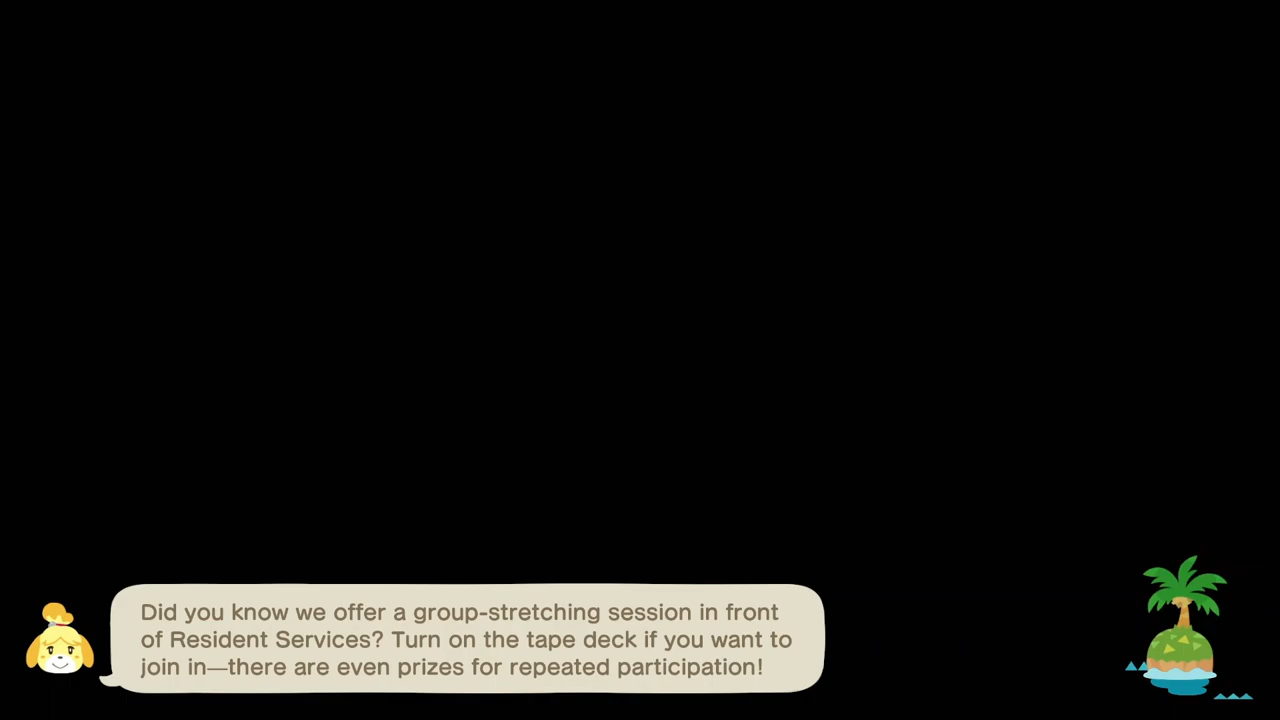 Did you know we offer a group-stretching session in front
of Resident Services? Turn on the tape deck if you want to
join in—there are even prizes for repeated participation!